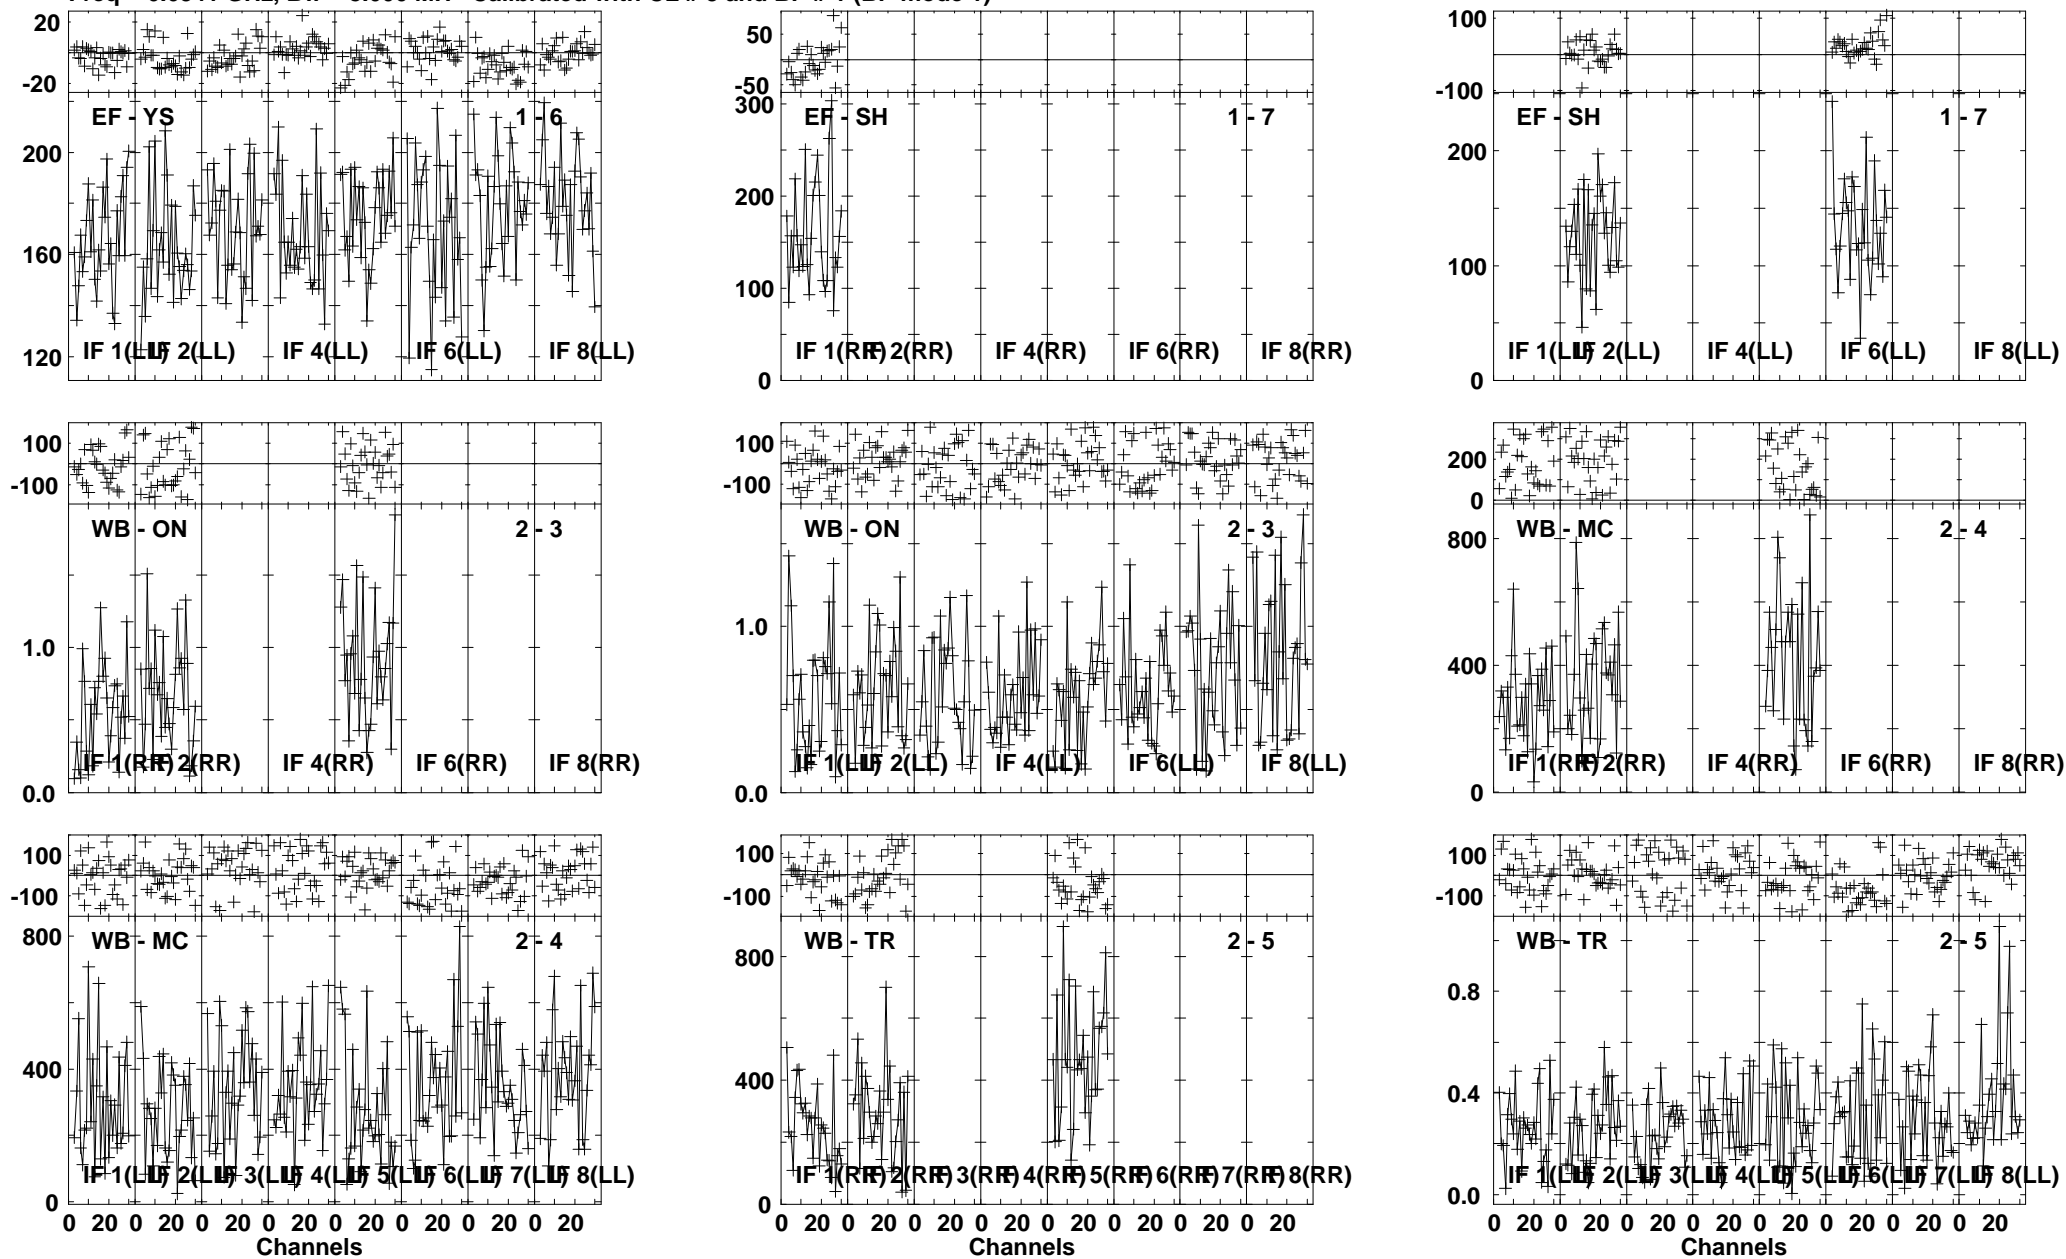 20
-20
EF - YS 1 - 6
200
160
120
IF 1(LL) IF 2(LL) IF 4(LL) IF 6(LL) IF 8(LL)
50
-50
300
EF - SH 1 - 7
200
100
0
IF 1(RR) IF 2(RR) IF 4(RR) IF 6(RR) IF 8(RR)
100
-100
EF - SH 1 - 7
200
100
0
IF 1(LL) IF 2(LL) IF 4(LL) IF 6(LL) IF 8(LL)
100
-100
WB - ON 2 - 3
1.0
0.0
IF 1(RR) IF 2(RR) IF 4(RR) IF 6(RR) IF 8(RR)
100
-100
WB - ON 2 - 3
1.0
0.0
IF 1(LL) IF 2(LL) IF 4(LL) IF 6(LL) IF 8(LL)
200
0
WB - MC 2 - 4
800
400
0
IF 1(RR) IF 2(RR) IF 4(RR) IF 6(RR) IF 8(RR)
100
-100
WB - MC 2 - 4
800
400
0
IF 1(LL) IF 2(LL) IF 3(LL) IF 4(LL) IF 5(LL) IF 6(LL) IF 7(LL) IF 8(LL)
0 20 0 20 0 20 0 20 0 20 0 20 0 20 0 20
Channels
100
-100
WB - TR 2 - 5
800
400
0
IF 1(RR) IF 2(RR) IF 3(RR) IF 4(RR) IF 5(RR) IF 6(RR) IF 7(RR) IF 8(RR)
0 20 0 20 0 20 0 20 0 20 0 20 0 20 0 20
100
-100
WB - TR 2 - 5
0.8
0.4
0.0
IF 1(LL) IF 2(LL) IF 3(LL) IF 4(LL) IF 5(LL) IF 6(LL) IF 7(LL) IF 8(LL)
0 20 0 20 0 20 0 20 0 20 0 20 0 20 0 20
Channels